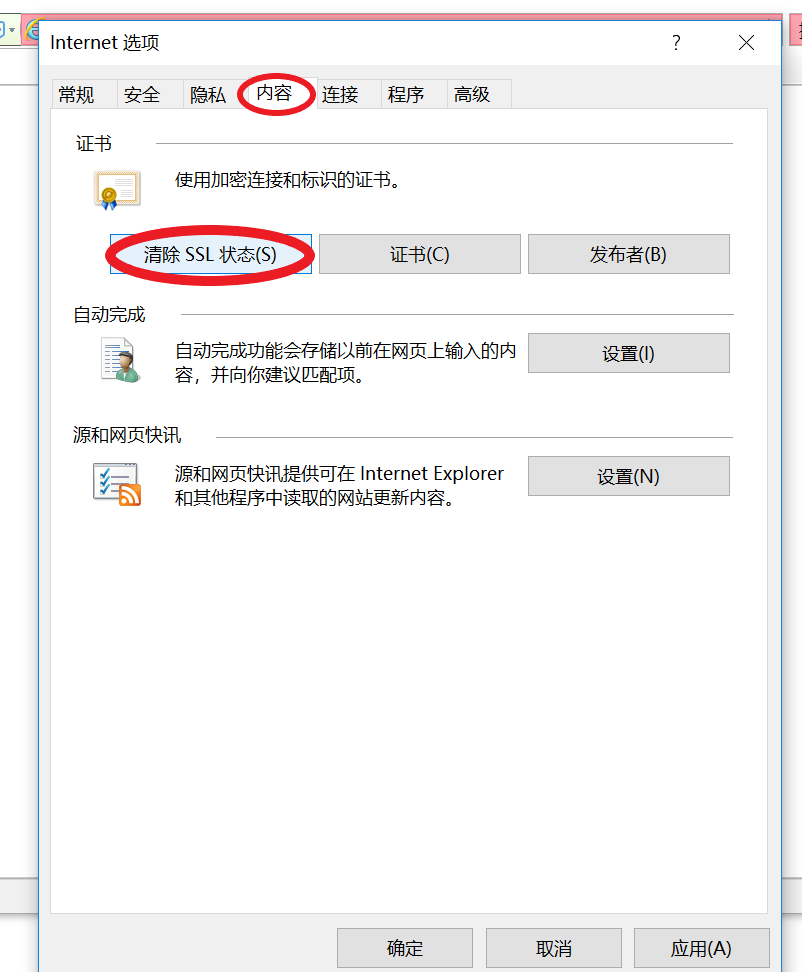 Internet 选项
?
常规 安全 隐私 内容 连接 程序 高级
证书
使用加密连接和标识的证书。
清除 SSL 状态(S) 证书(C) 发布者(B)
自动完成
自动完成功能会存储以前在网页上输入的内
容，并向你建议匹配项。
设置(I)
源和网页快讯
源和网页快讯提供可在 Internet Explorer
和其他程序中读取的网站更新内容。
设置(N)
确定 取消 应用(A)